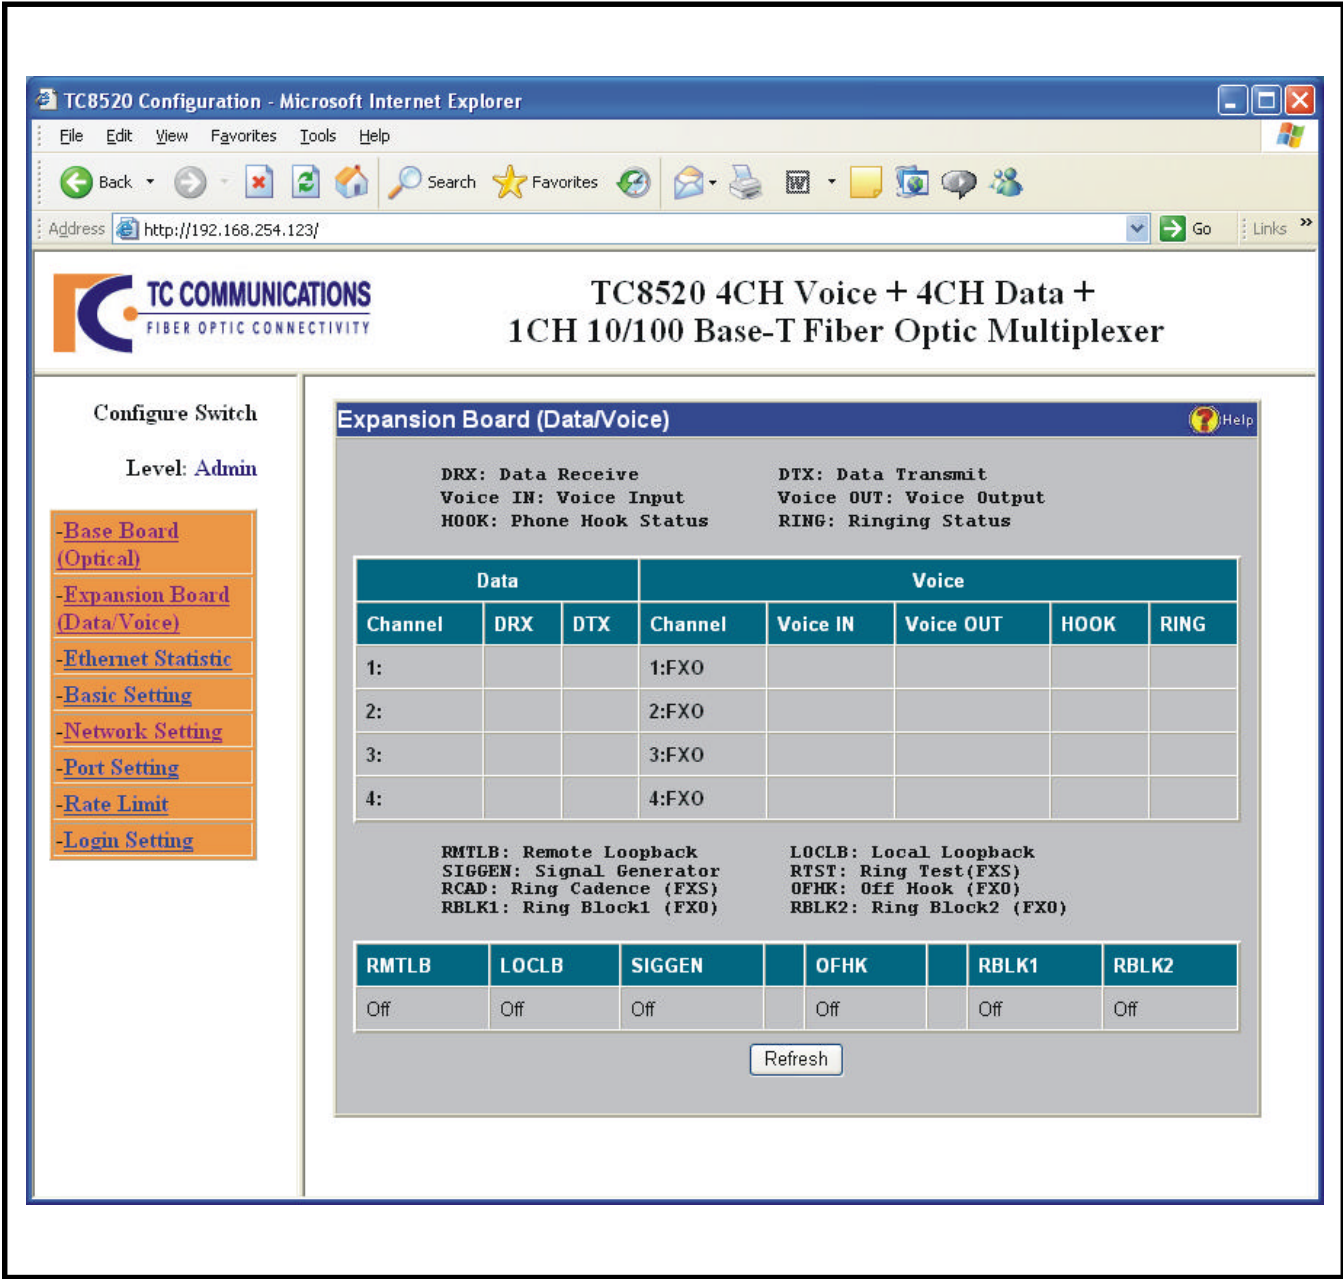 TC8520 Configuration - Microsoft Internet Explorer
File Edit View Favorites Tools Help
Back Search Favorites
Address http://192.168.254.123/ Go Links »
TC COMMUNICATIONS
FIBER OPTIC CONNECTIVITY
TC8520 4CH Voice + 4CH Data +
1CH 10/100 Base-T Fiber Optic Multiplexer
Configure Switch
Level: Admin
-Base Board
(Optical)
-Expansion Board
(Data/Voice)
-Ethernet Statistic
-Basic Setting
-Network Setting
-Port Setting
-Rate Limit
-Login Setting
Expansion Board (Data/Voice) Help
DRX: Data Receive DTX: Data Transmit
Voice IN: Voice Input Voice OUT: Voice Output
HOOK: Phone Hook Status RING: Ringing Status
Data Voice
Channel DRX DTX Channel Voice IN Voice OUT HOOK RING
1: 1:FXO
2: 2:FXO
3: 3:FXO
4: 4:FXO
RMTLB: Remote Loopback LOCLB: Local Loopback
SIGGEN: Signal Generator RTST: Ring Test(FXS)
RCAD: Ring Cadence (FXS) OFHK: Off Hook (FXO)
RBLK1: Ring Block1 (FXO) RBLK2: Ring Block2 (FXO)
RMTLB LOCLB SIGGEN OFHK RBLK1 RBLK2
Off Off Off Off Off Off
Refresh